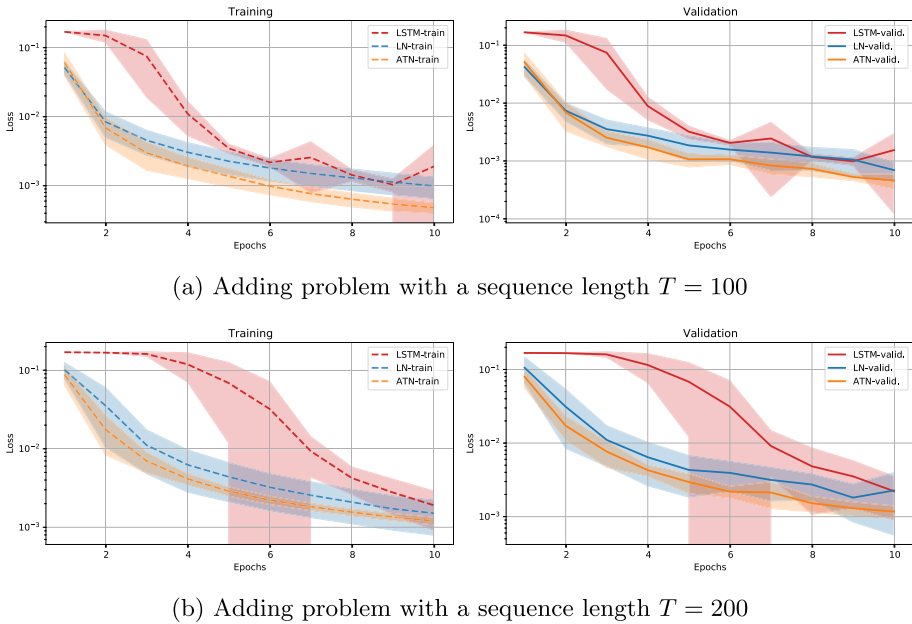 Training
Validation
LSTM-train
LN-train
ATN-train
LSTM-valid.
LN-valid.
ATN-valid.
Loss
10⁻¹
10⁻²
10⁻³
2
4
6
8
10
Epochs
Loss
10⁻¹
10⁻²
10⁻³
10⁻⁴
2
4
6
8
10
Epochs
(a) Adding problem with a sequence length T = 100
Training
Validation
LSTM-train
LN-train
ATN-train
LSTM-valid.
LN-valid.
ATN-valid.
Loss
10⁻¹
10⁻²
10⁻³
2
4
6
8
10
Epochs
Loss
10⁻¹
10⁻²
10⁻³
2
4
6
8
10
Epochs
(b) Adding problem with a sequence length T = 200